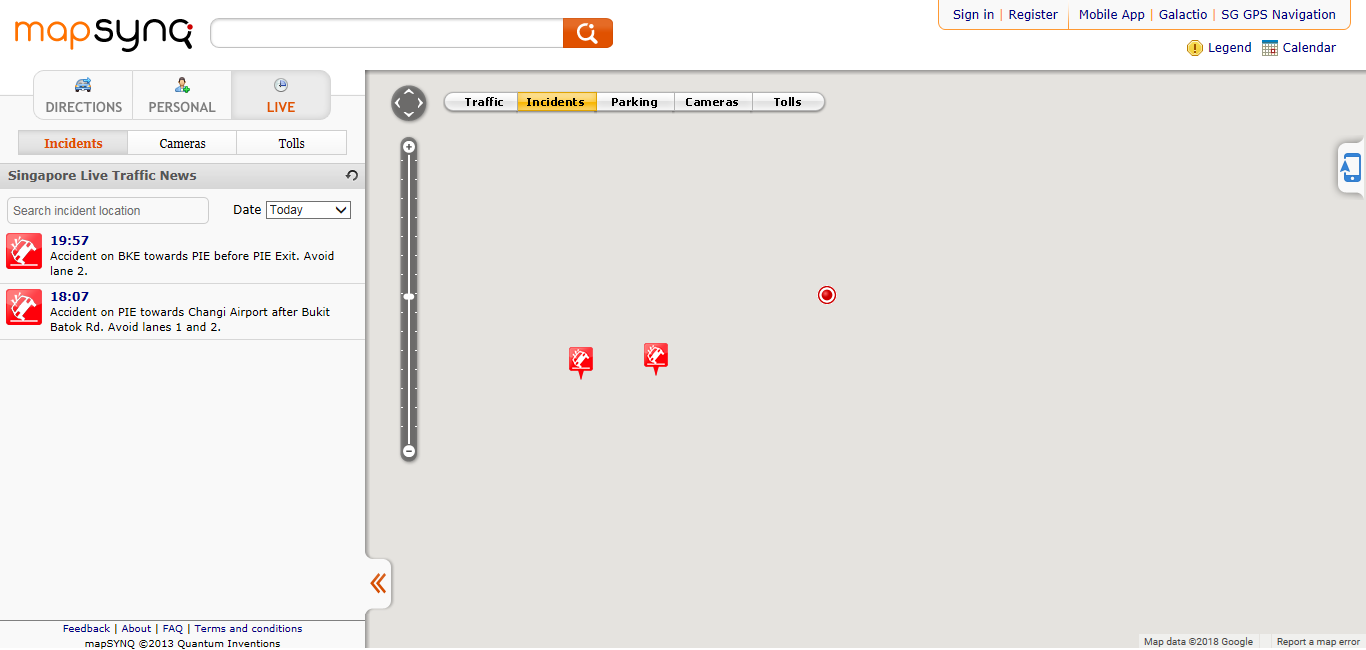 mapsynq
Sign in | Register
Mobile App | Galactio | SG GPS Navigation
Legend
Calendar
DIRECTIONS
PERSONAL
LIVE
Traffic
Incidents
Parking
Cameras
Tolls
Incidents
Cameras
Tolls
Singapore Live Traffic News
Search incident location
Date
Today
19:57
Accident on BKE towards PIE before PIE Exit. Avoid
lane 2.
18:07
Accident on PIE towards Changi Airport after Bukit
Batok Rd. Avoid lanes 1 and 2.
Feedback | About | FAQ | Terms and conditions
mapSYNQ ©2013 Quantum Inventions
Map data ©2018 Google
Report a map error